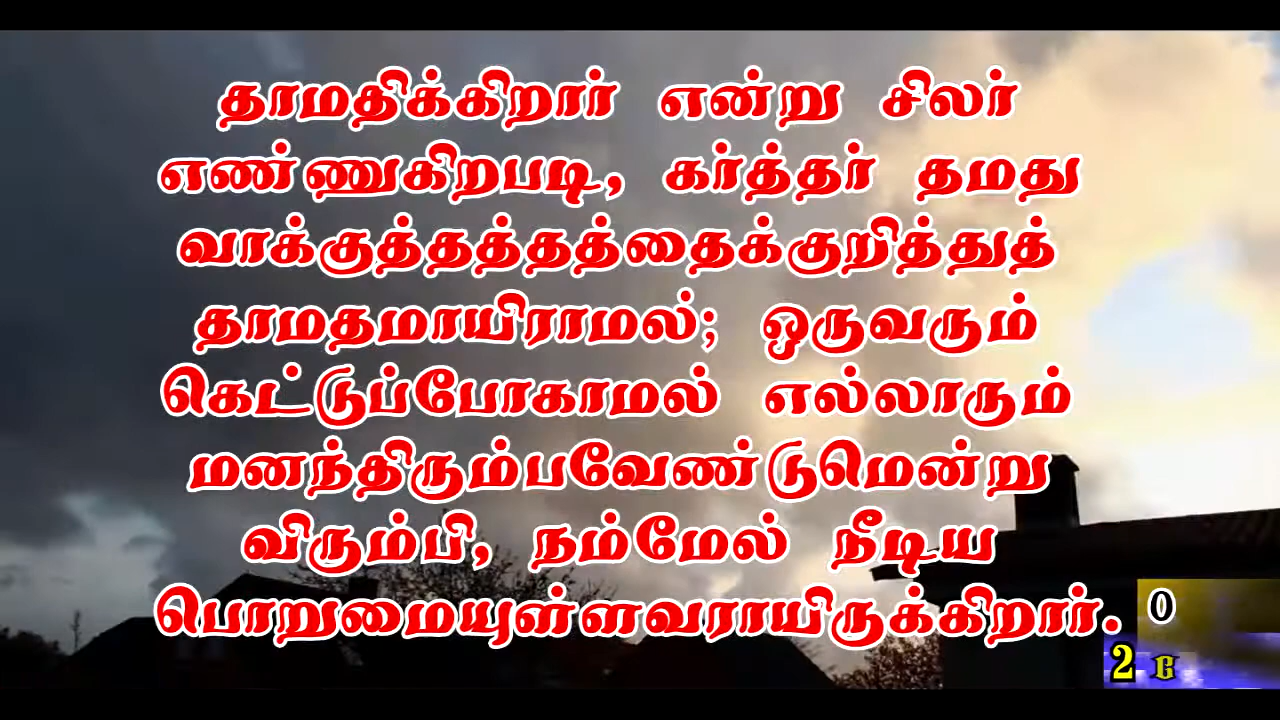 தாமதிக்கிறார் என்று சிலர்
எண்ணுகிறபடி, கர்த்தர் தமது
வாக்குத்தத்தத்தைக்குறித்துத்
தாமதமாயிராமல்; ஒருவரும்
கெட்டுப்போகாமல் எல்லாரும்
மனந்திரும்பவேண்டுமென்று
விரும்பி, நம்மேல் நீடிய
பொறுமையுள்ளவராயிருக்கிறார்.
0
2